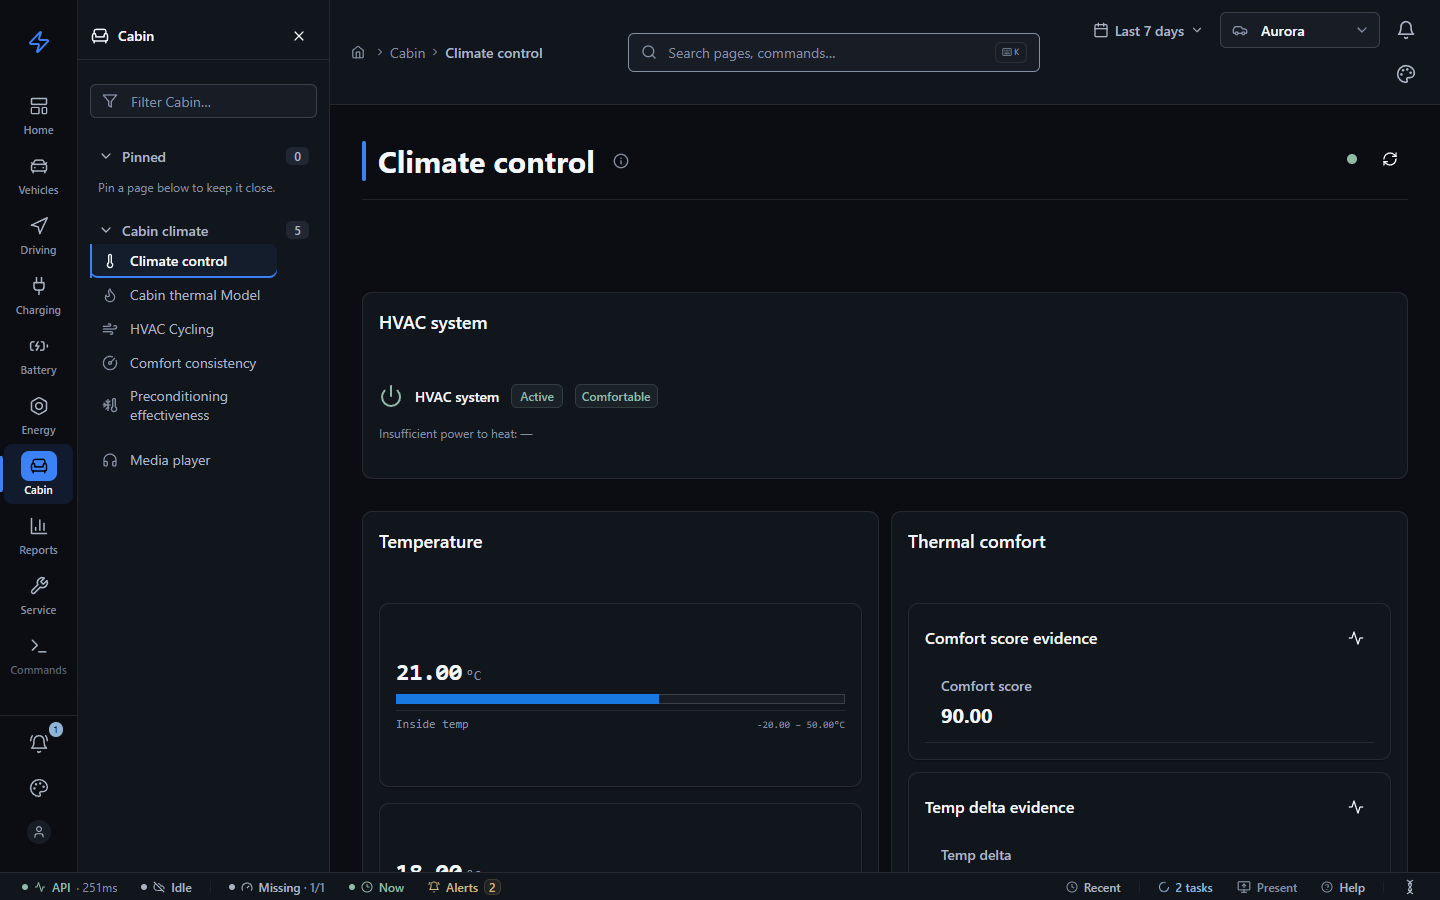 Home
Vehicles
Driving
Charging
Battery
Energy
Cabin
Reports
Service
Commands
1
Cabin
Filter Cabin...
Pinned
0
Pin a page below to keep it close.
Cabin climate
5
Climate control
Cabin thermal Model
HVAC Cycling
Comfort consistency
Preconditioning
effectiveness
Media player
Cabin
Climate control
Search pages, commands...
K
Last 7 days
Aurora
Climate control
HVAC system
HVAC system
Active
Comfortable
Insufficient power to heat: —
Temperature
21.00 °C
Inside temp
-20.00 – 50.00°C
Thermal comfort
Comfort score evidence
Comfort score
90.00
Temp delta evidence
Temp delta
18.00 °C
API · 251ms
Idle
Missing · 1/1
Now
Alerts 2
Recent
2 tasks
Present
Help